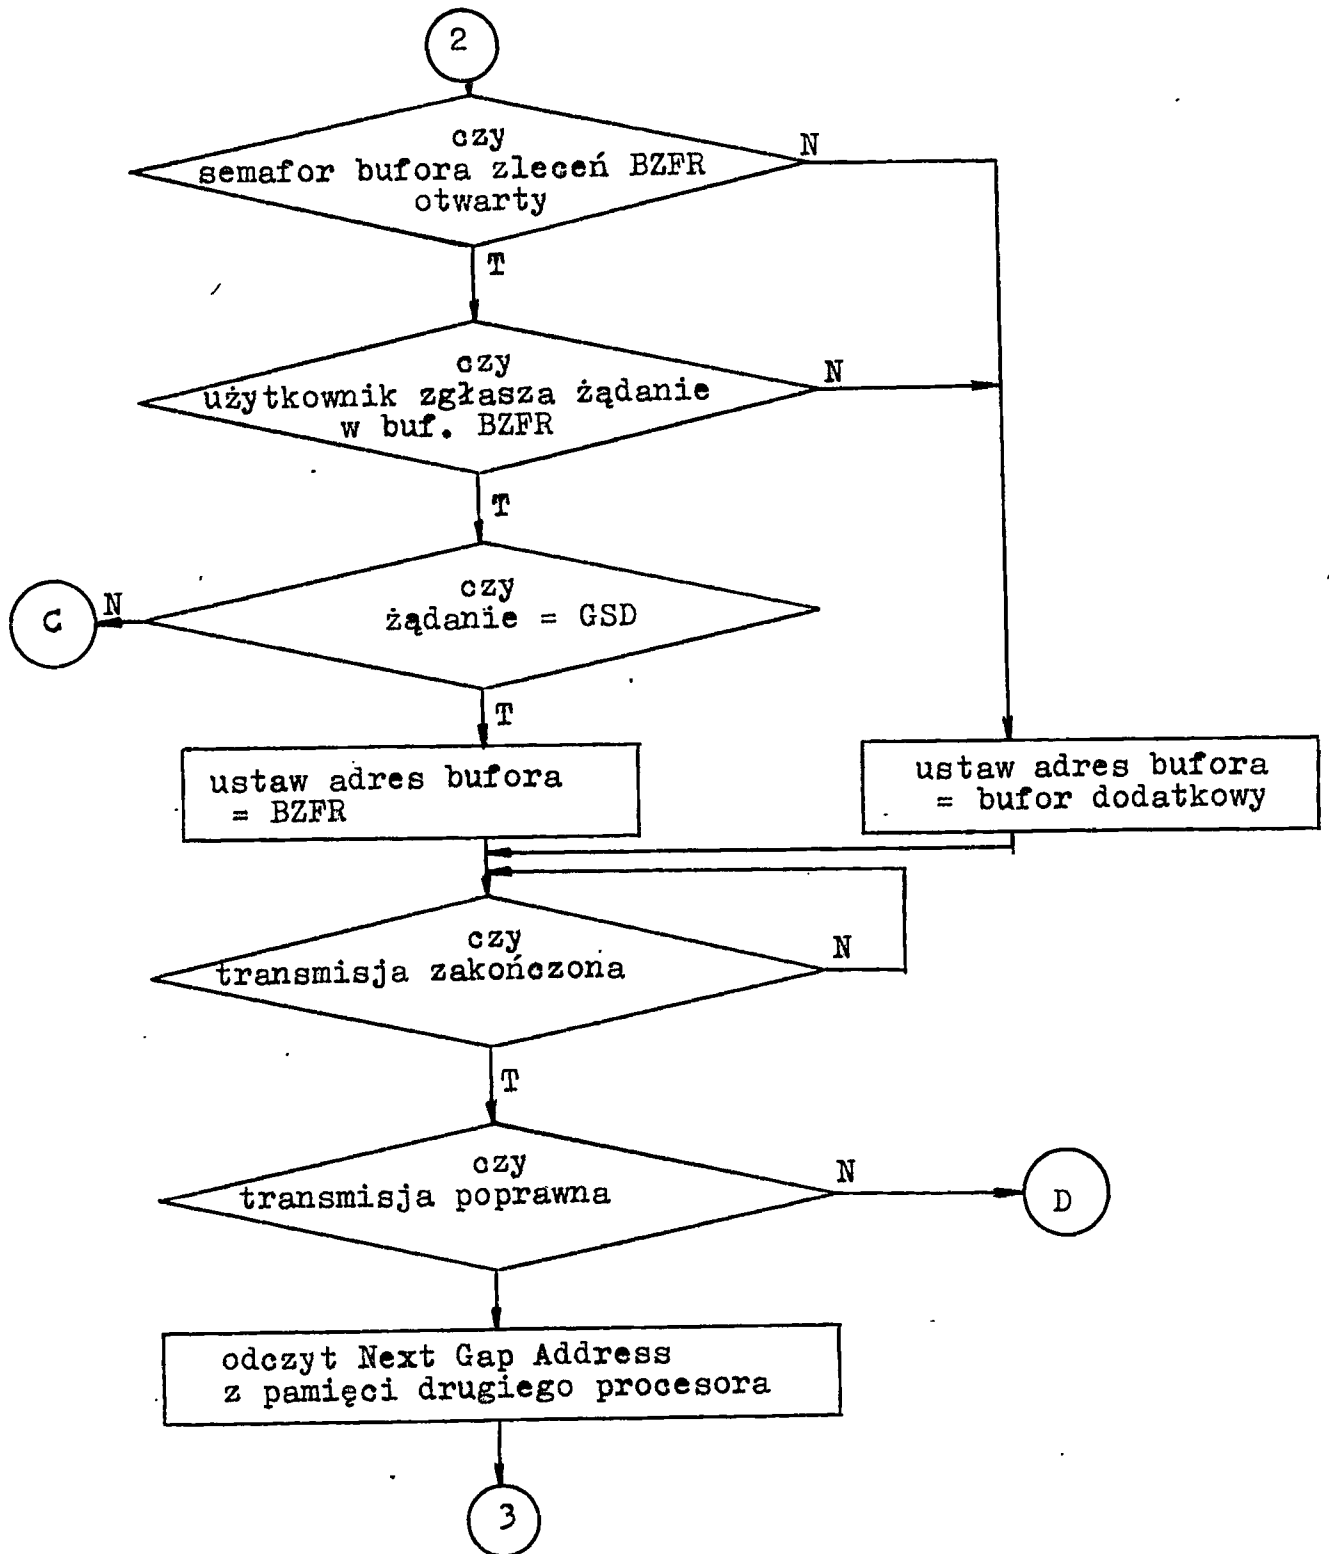 2
czy
semafor bufora zleceń BZFR
otwarty
N
T
czy
użytkownik zgłasza żądanie
w buf. BZFR
N
T
czy
żądanie = GSD
N
C
T
ustaw adres bufora
= BZFR
ustaw adres bufora
= bufor dodatkowy
czy
transmisja zakończona
N
T
czy
transmisja poprawna
N
D
odczyt Next Gap Address
z pamięci drugiego procesora
3